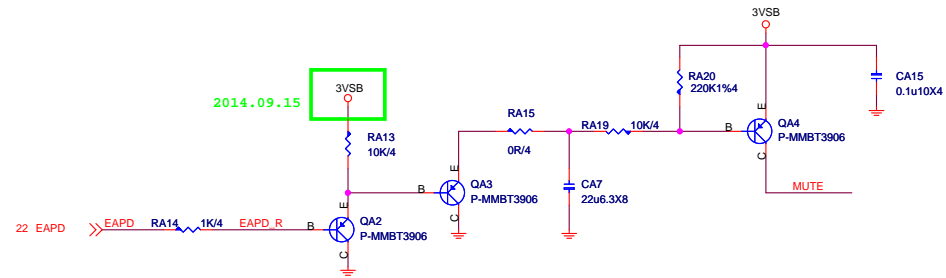 3VSB
RA20
220K1%4
CA15
0.1u10X4
2014.09.15
3VSB
RA13
10K/4
RA15
0R/4
RA19
10K/4
E
B
C
QA4
P-MMBT3906
MUTE
E
B
C
QA3
P-MMBT3906
CA7
22u6.3X8
22 EAPD
EAPD
RA14
1K/4
EAPD_R
E
B
C
QA2
P-MMBT3906